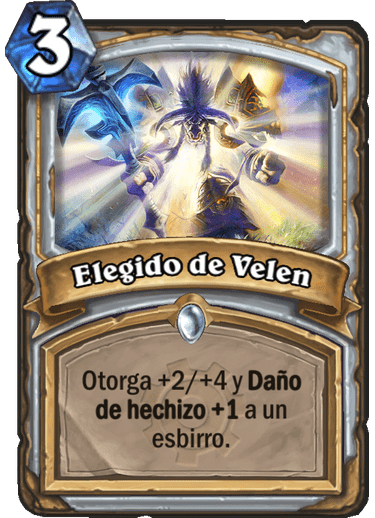 3
Elegido de Velen
Otorga +2/+4 y Daño
de hechizo +1 a un
esbirro.